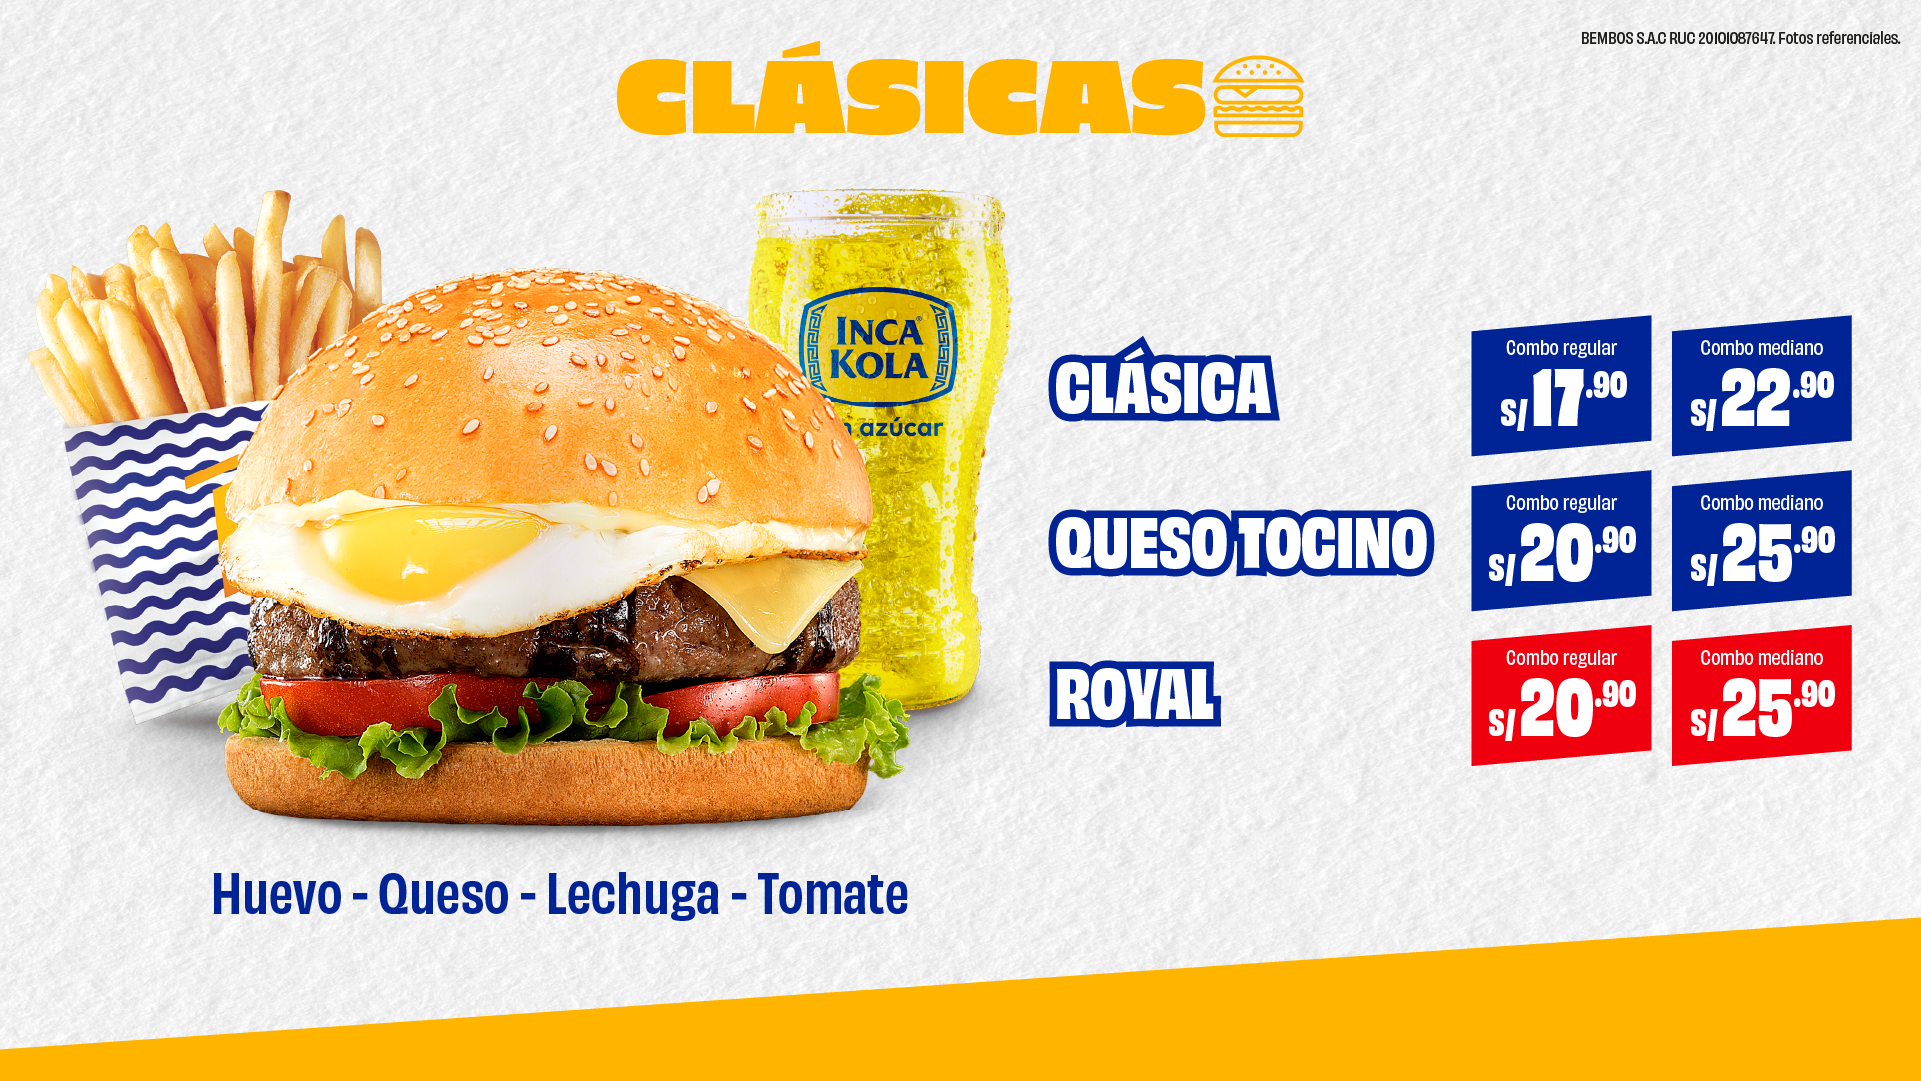 BEMBOS S.A.C RUC 20101087647. Fotos referenciales.
CLÁSICAS
INCA
KOLA
azúcar
CLÁSICA
Combo regular
S/17.90
Combo mediano
S/22.90
QUESO TOCINO
Combo regular
S/20.90
Combo mediano
S/25.90
ROYAL
Combo regular
S/20.90
Combo mediano
S/25.90
Huevo - Queso - Lechuga - Tomate